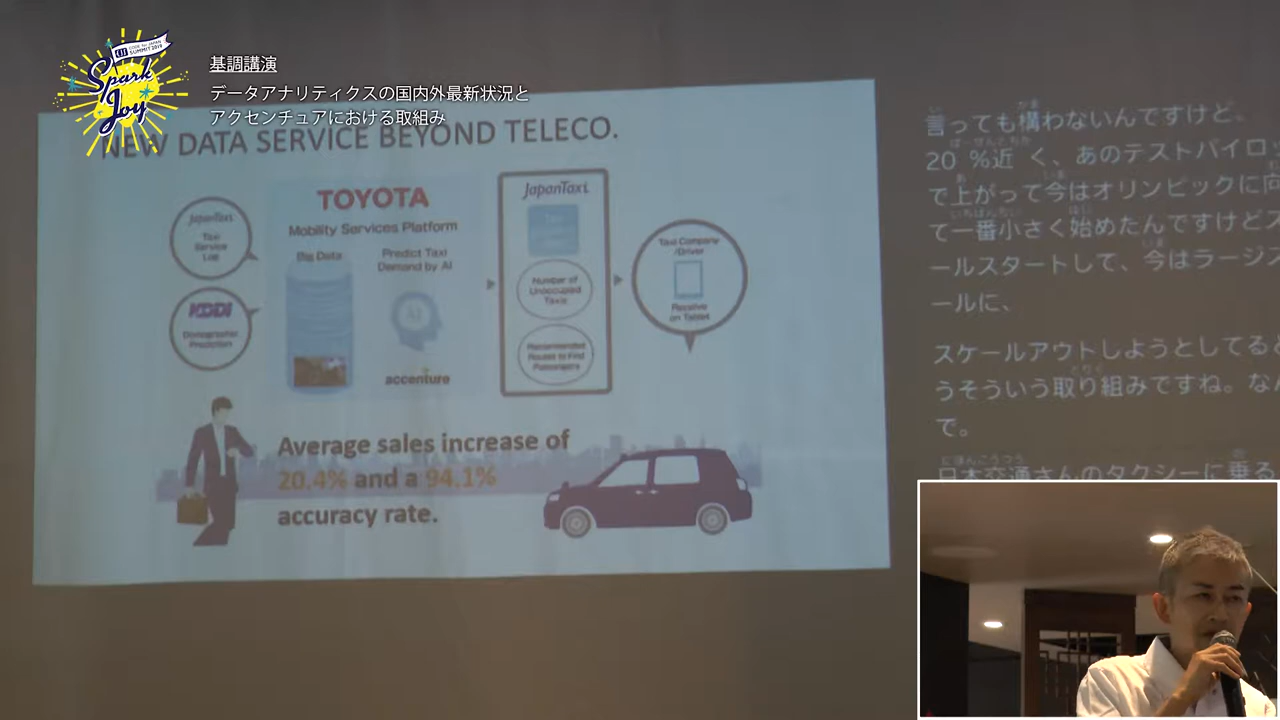 CODE for JAPAN
SUMMIT 2019
Spark
Joy
基調講演
データアナリティクスの国内外最新状況と
アクセンチュアにおける取組み
NEW DATA SERVICE BEYOND TELECO.
JapanTaxi
Taxi
Service
Log
KDDI
Demographic
Prediction
TOYOTA
Mobility Services Platform
Big Data
Predict Taxi
Demand by AI
AI
accenture
JapanTaxi
Number of
Unoccupied
Taxis
Recommended
Routes to Find
Passengers
Taxi Company
/Driver
Receive
on Tablet
Average sales increase of
20.4% and a 94.1%
accuracy rate.
言っても構わないんですけど、
20 %近 く、あのテストパイロッ
で上がって今はオリンピックに向
て一番小さく始めたんですけどス
ールスタートして、今はラージス
ールに、
スケールアウトしようとしてると
うそういう取り組みですね。なん
で。
日本交通さんのタクシーに乗る